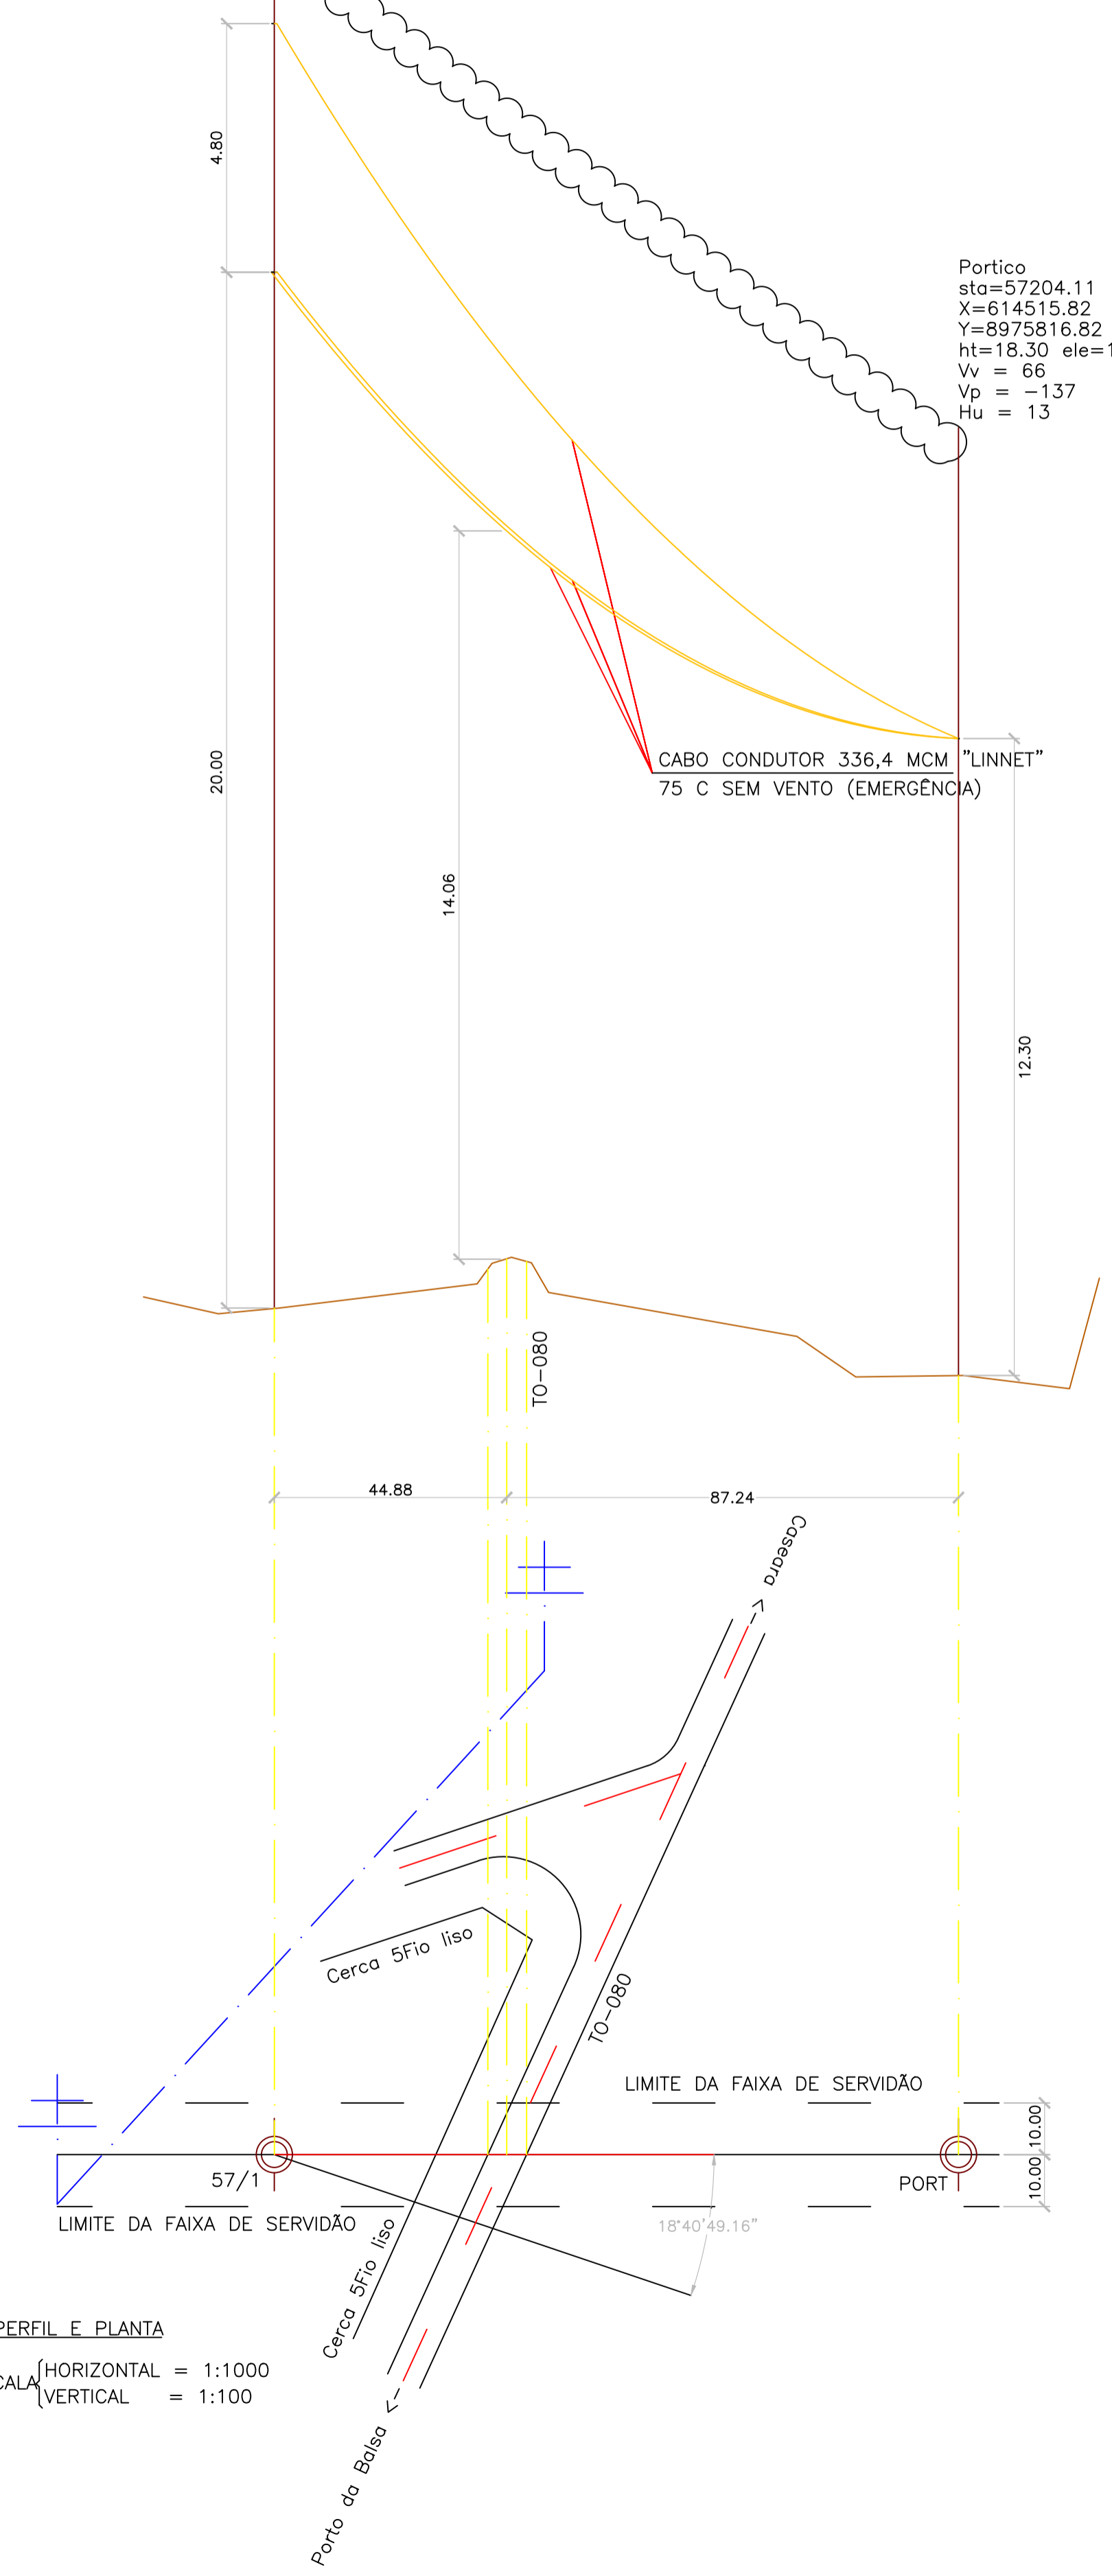 4.80
Portico
sta=57204.11
X=614515.82
Y=8975816.82
ht=18.30 ele=1
Vv = 66
Vp = −137
Hu = 13
20.00
CABO CONDUTOR 336,4 MCM "LINNET"
75 C SEM VENTO (EMERGÊNCIA)
14.06
12.30
TO-080
44.88
87.24
Caseara
Cerca 5Fio liso
TO-080
LIMITE DA FAIXA DE SERVIDÃO
10.00
10.00
57/1
PORT
LIMITE DA FAIXA DE SERVIDÃO
18°40'49.16"
Cerca 5Fio liso
PERFIL E PLANTA
CALA
HORIZONTAL = 1:1000
VERTICAL = 1:100
Porto da Balsa